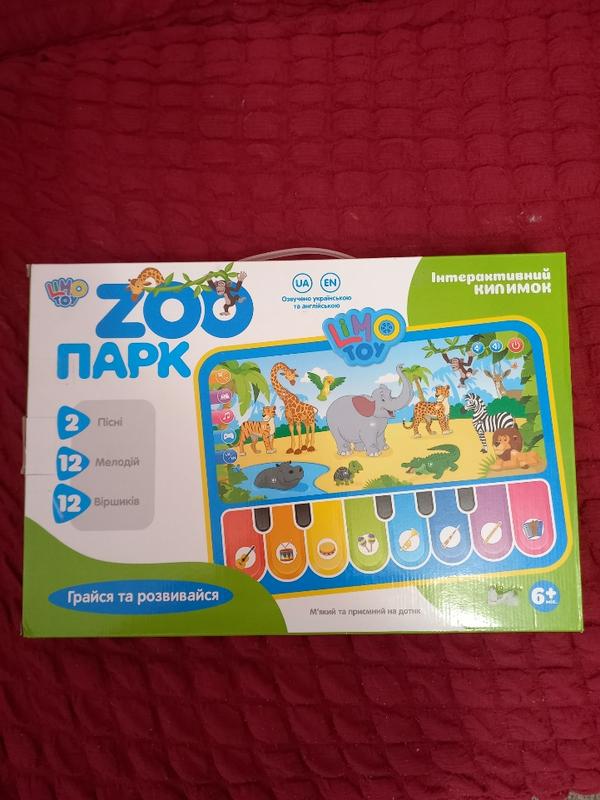 LIMO
TOY
ZOO
ПАРК
UA
EN
Озвучено українською
та англійською
Інтерактивний
КИЛИМОК
LIMO
TOY
2
Пісні
12
Мелодій
12
Віршиків
Грайся та розвивайся
М'який та приємний на дотик
6+
міс.